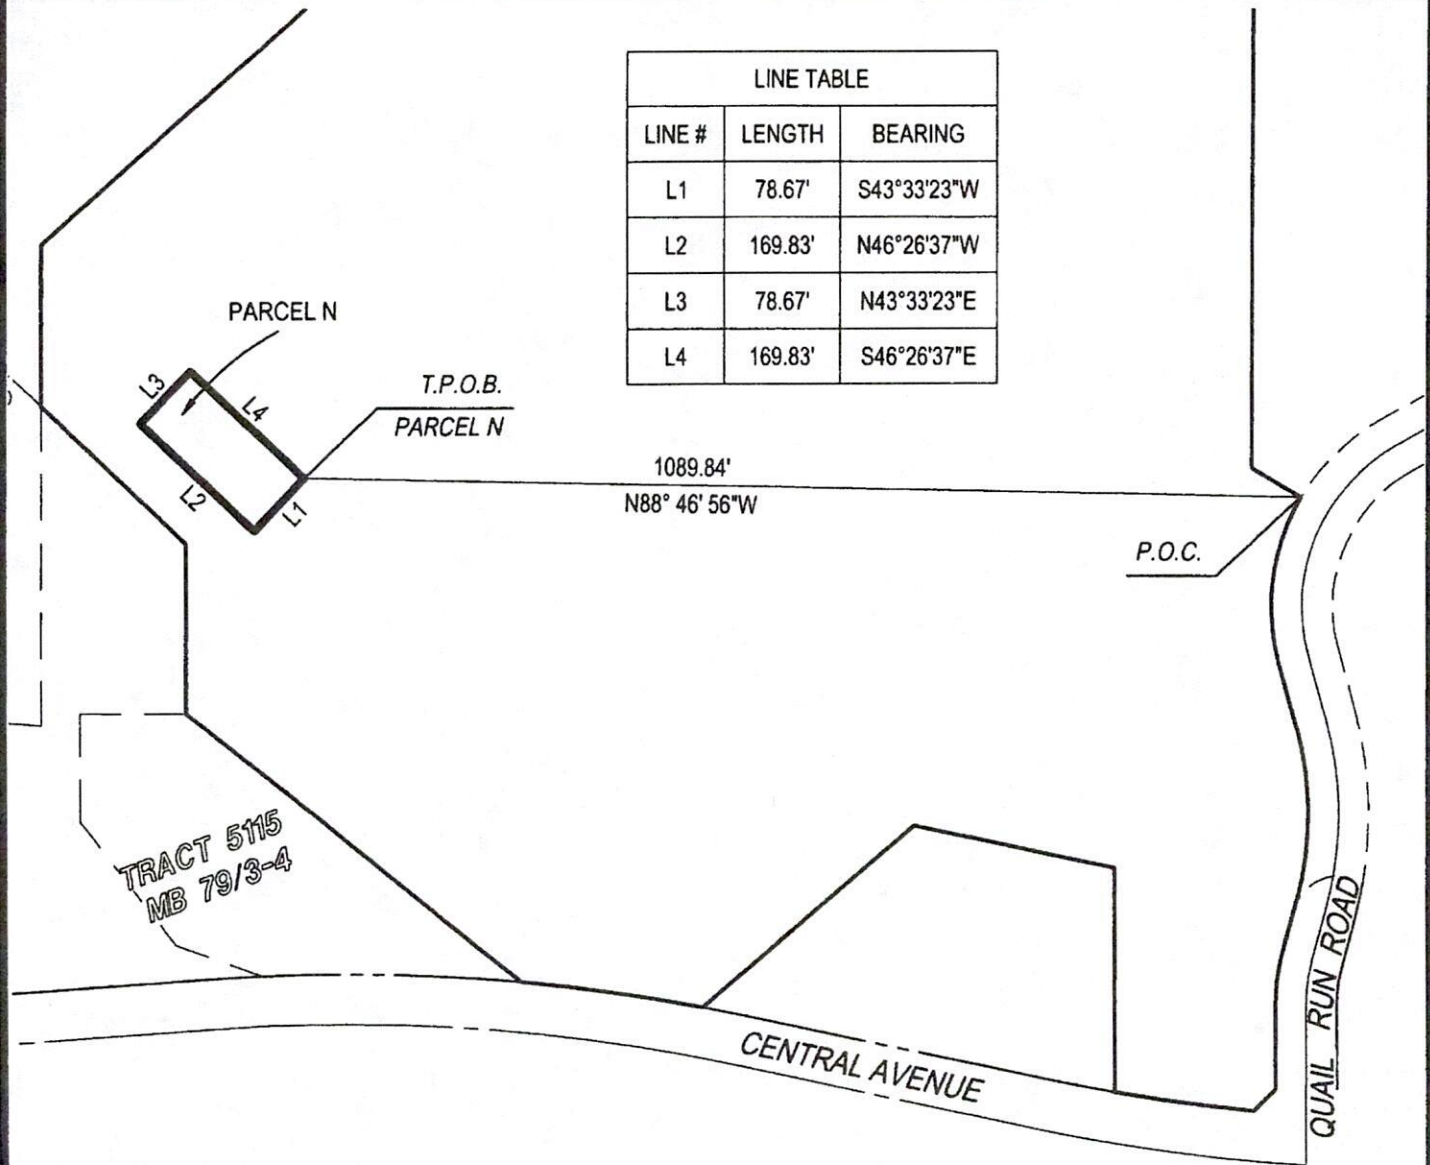 LINE TABLE
LINE # LENGTH BEARING
L1 78.67' S43°33'23"W
L2 169.83' N46°26'37"W
L3 78.67' N43°33'23"E
L4 169.83' S46°26'37"E
PARCEL N
L3
L4
L2
L1
T.P.O.B.
PARCEL N
1089.84'
N88° 46' 56"W
P.O.C.
TRACT 5115
MB 79/3-4
CENTRAL AVENUE
QUAIL RUN ROAD